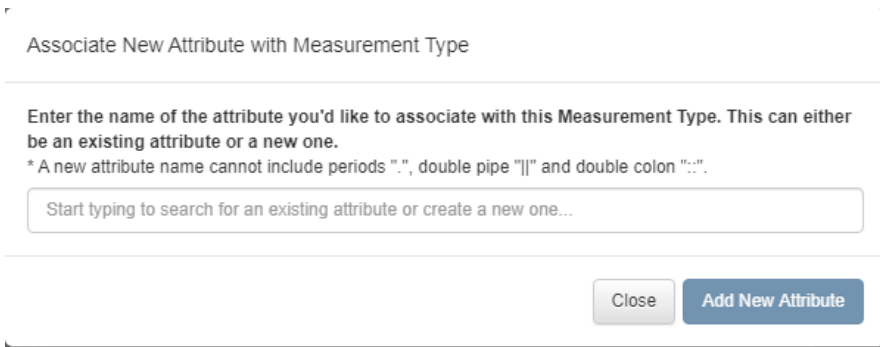 Associate New Attribute with Measurement Type
Enter the name of the attribute you'd like to associate with this Measurement Type. This can either
be an existing attribute or a new one.
* A new attribute name cannot include periods ".", double pipe "||" and double colon "::".
Start typing to search for an existing attribute or create a new one...
Close
Add New Attribute